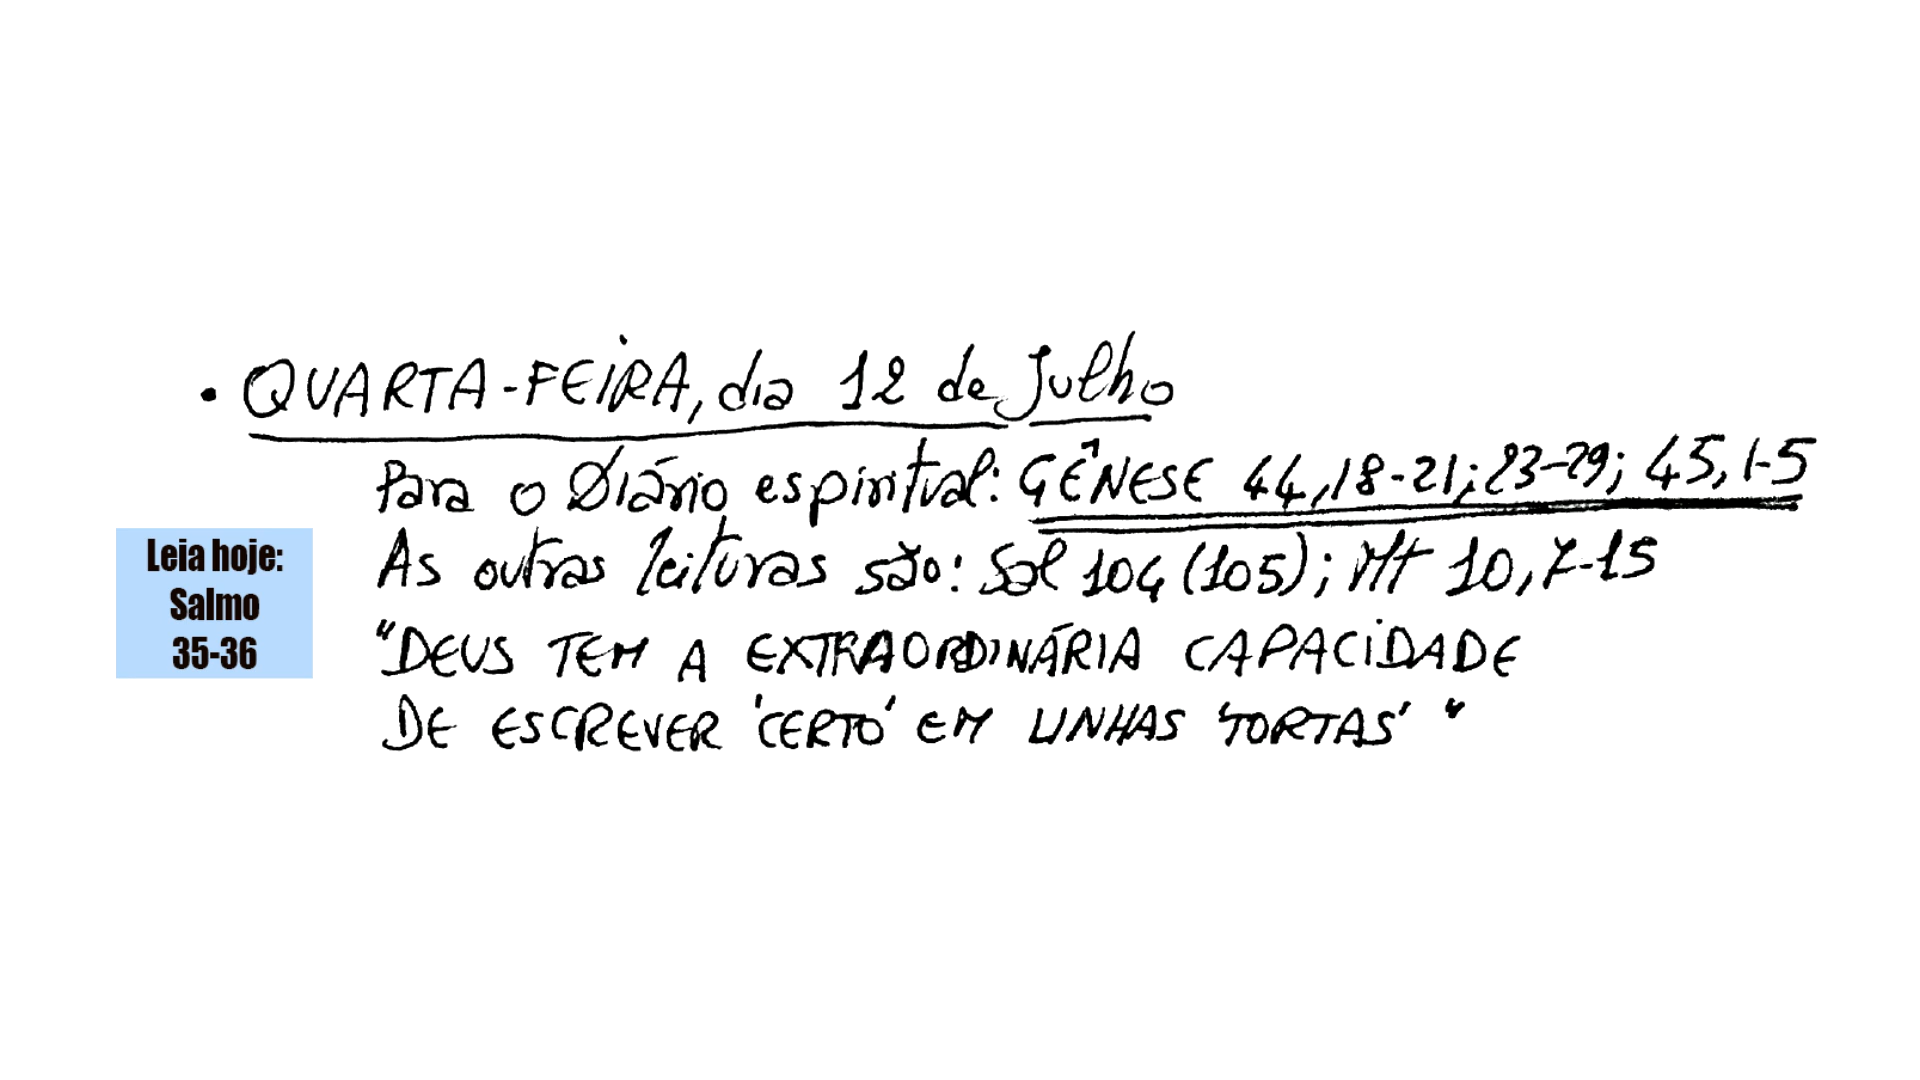 • QUARTA-FEIRA, dia 12 de Julho
Para o Diário espiritual: GÊNESE 44,18-21; 23-29; 45, 1-5
As outras leituras são: Sal 104 (105); Mt 10, 7-15
"DEUS TEM A EXTRAORDINÁRIA CAPACIDADE
DE ESCREVER 'CERTO' EM LINHAS 'TORTAS' "
Leia hoje:
Salmo
35-36